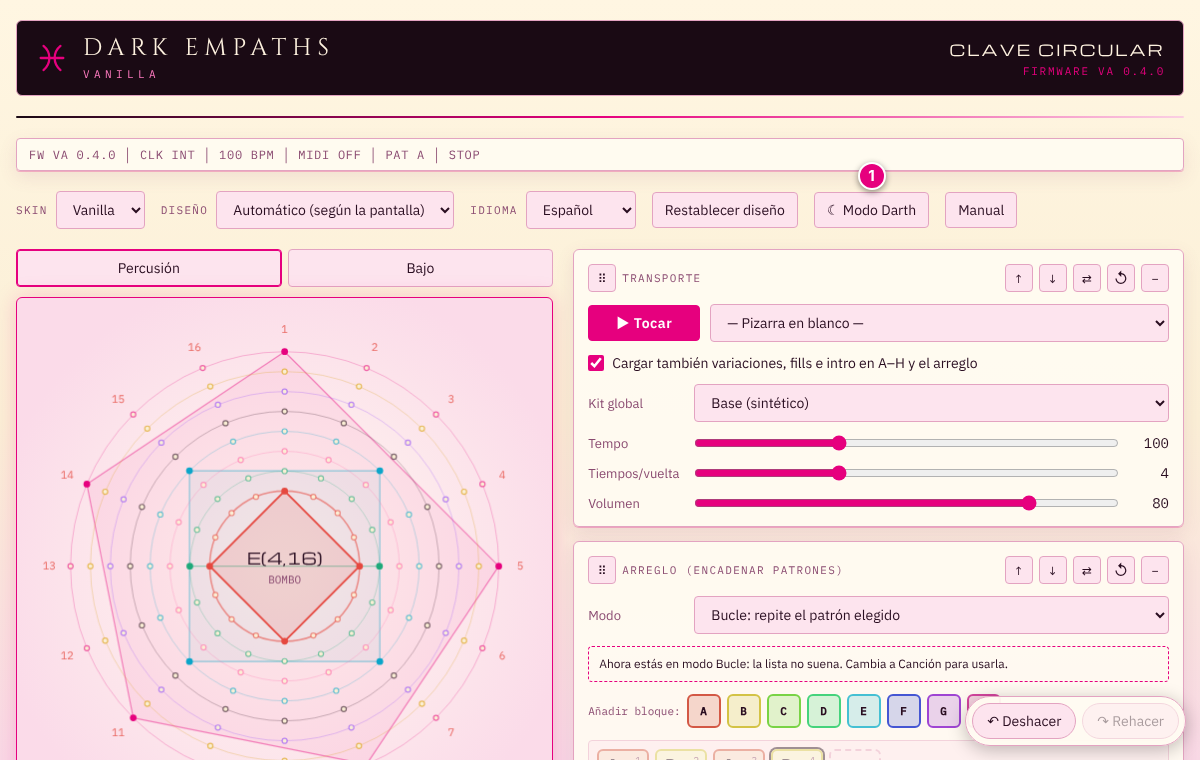 DARK EMPATHS
VANILLA
CLAVE CIRCULAR
FIRMWARE VA 0.4.0
FW VA 0.4.0 | CLK INT | 100 BPM | MIDI OFF | PAT A | STOP
1
SKIN Vanilla DISEÑO Automático (según la pantalla) IDIOMA Español Restablecer diseño ☾ Modo Darth Manual
Percusión Bajo
1
16 2
15 3
14 4
13 5
12 6
11 7
E(4,16)
BOMBO
TRANSPORTE ↑ ↓ ⇄ ↺ −
▶ Tocar — Pizarra en blanco —
Cargar también variaciones, fills e intro en A–H y el arreglo
Kit global Base (sintético)
Tempo 100
Tiempos/vuelta 4
Volumen 80
ARREGLO (ENCADENAR PATRONES) ↑ ↓ ⇄ ↺ −
Modo Bucle: repite el patrón elegido
Ahora estás en modo Bucle: la lista no suena. Cambia a Canción para usarla.
Añadir bloque: A B C D E F G
↶ Deshacer ↷ Rehacer